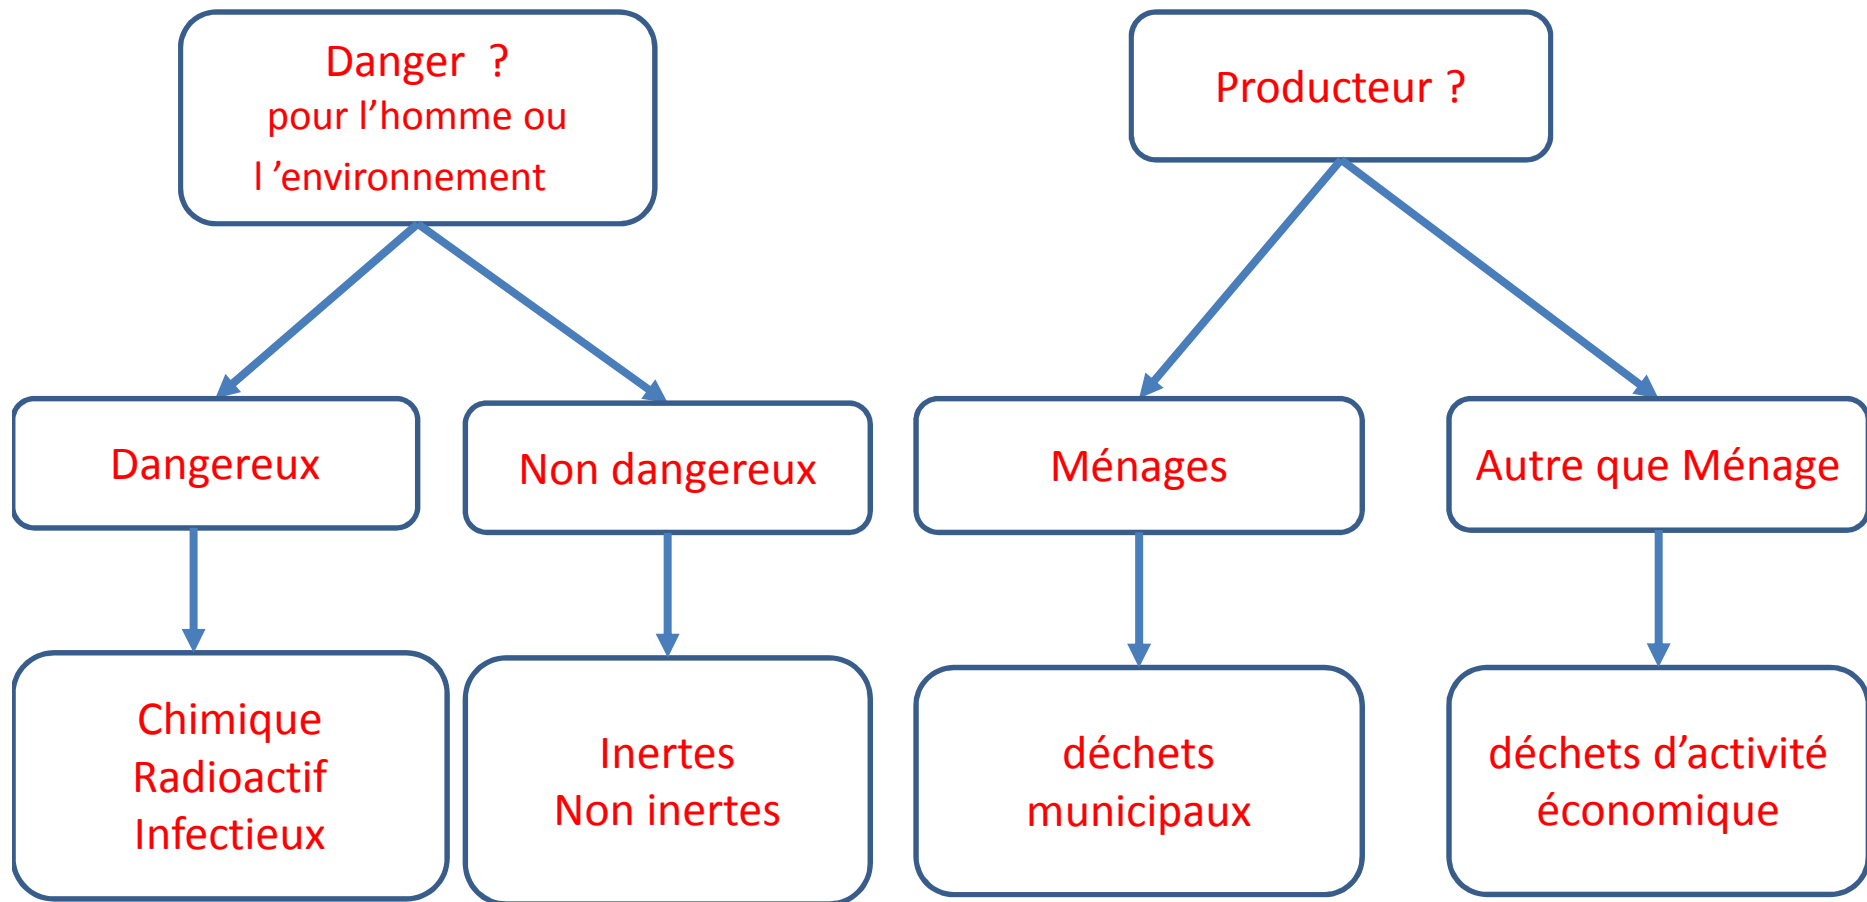 Danger ?
pour l’homme ou
l ’environnement
Producteur ?
Dangereux
Non dangereux
Ménages
Autre que Ménage
Chimique
Radioactif
Infectieux
Inertes
Non inertes
déchets
municipaux
déchets d’activité
économique